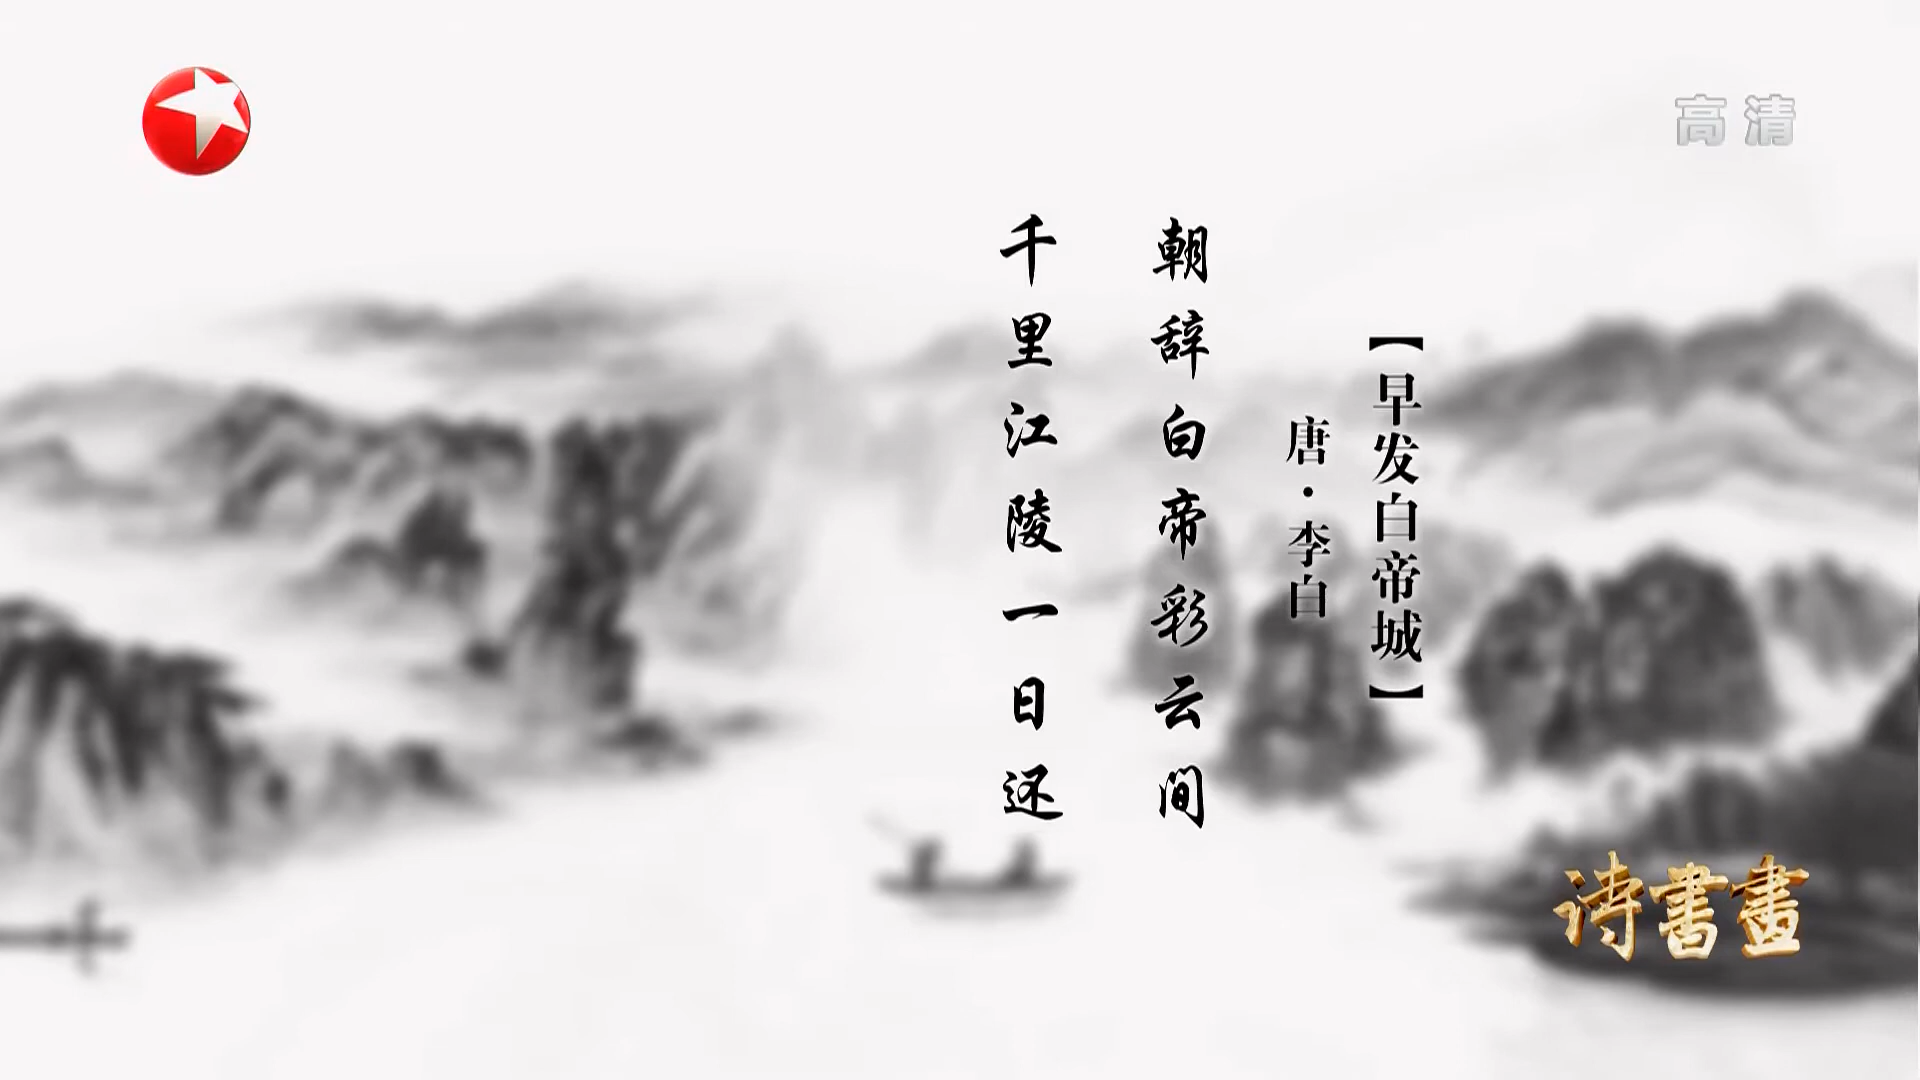 高清
【早发白帝城】
唐·李白
朝辞白帝彩云间
千里江陵一日还
诗書畫